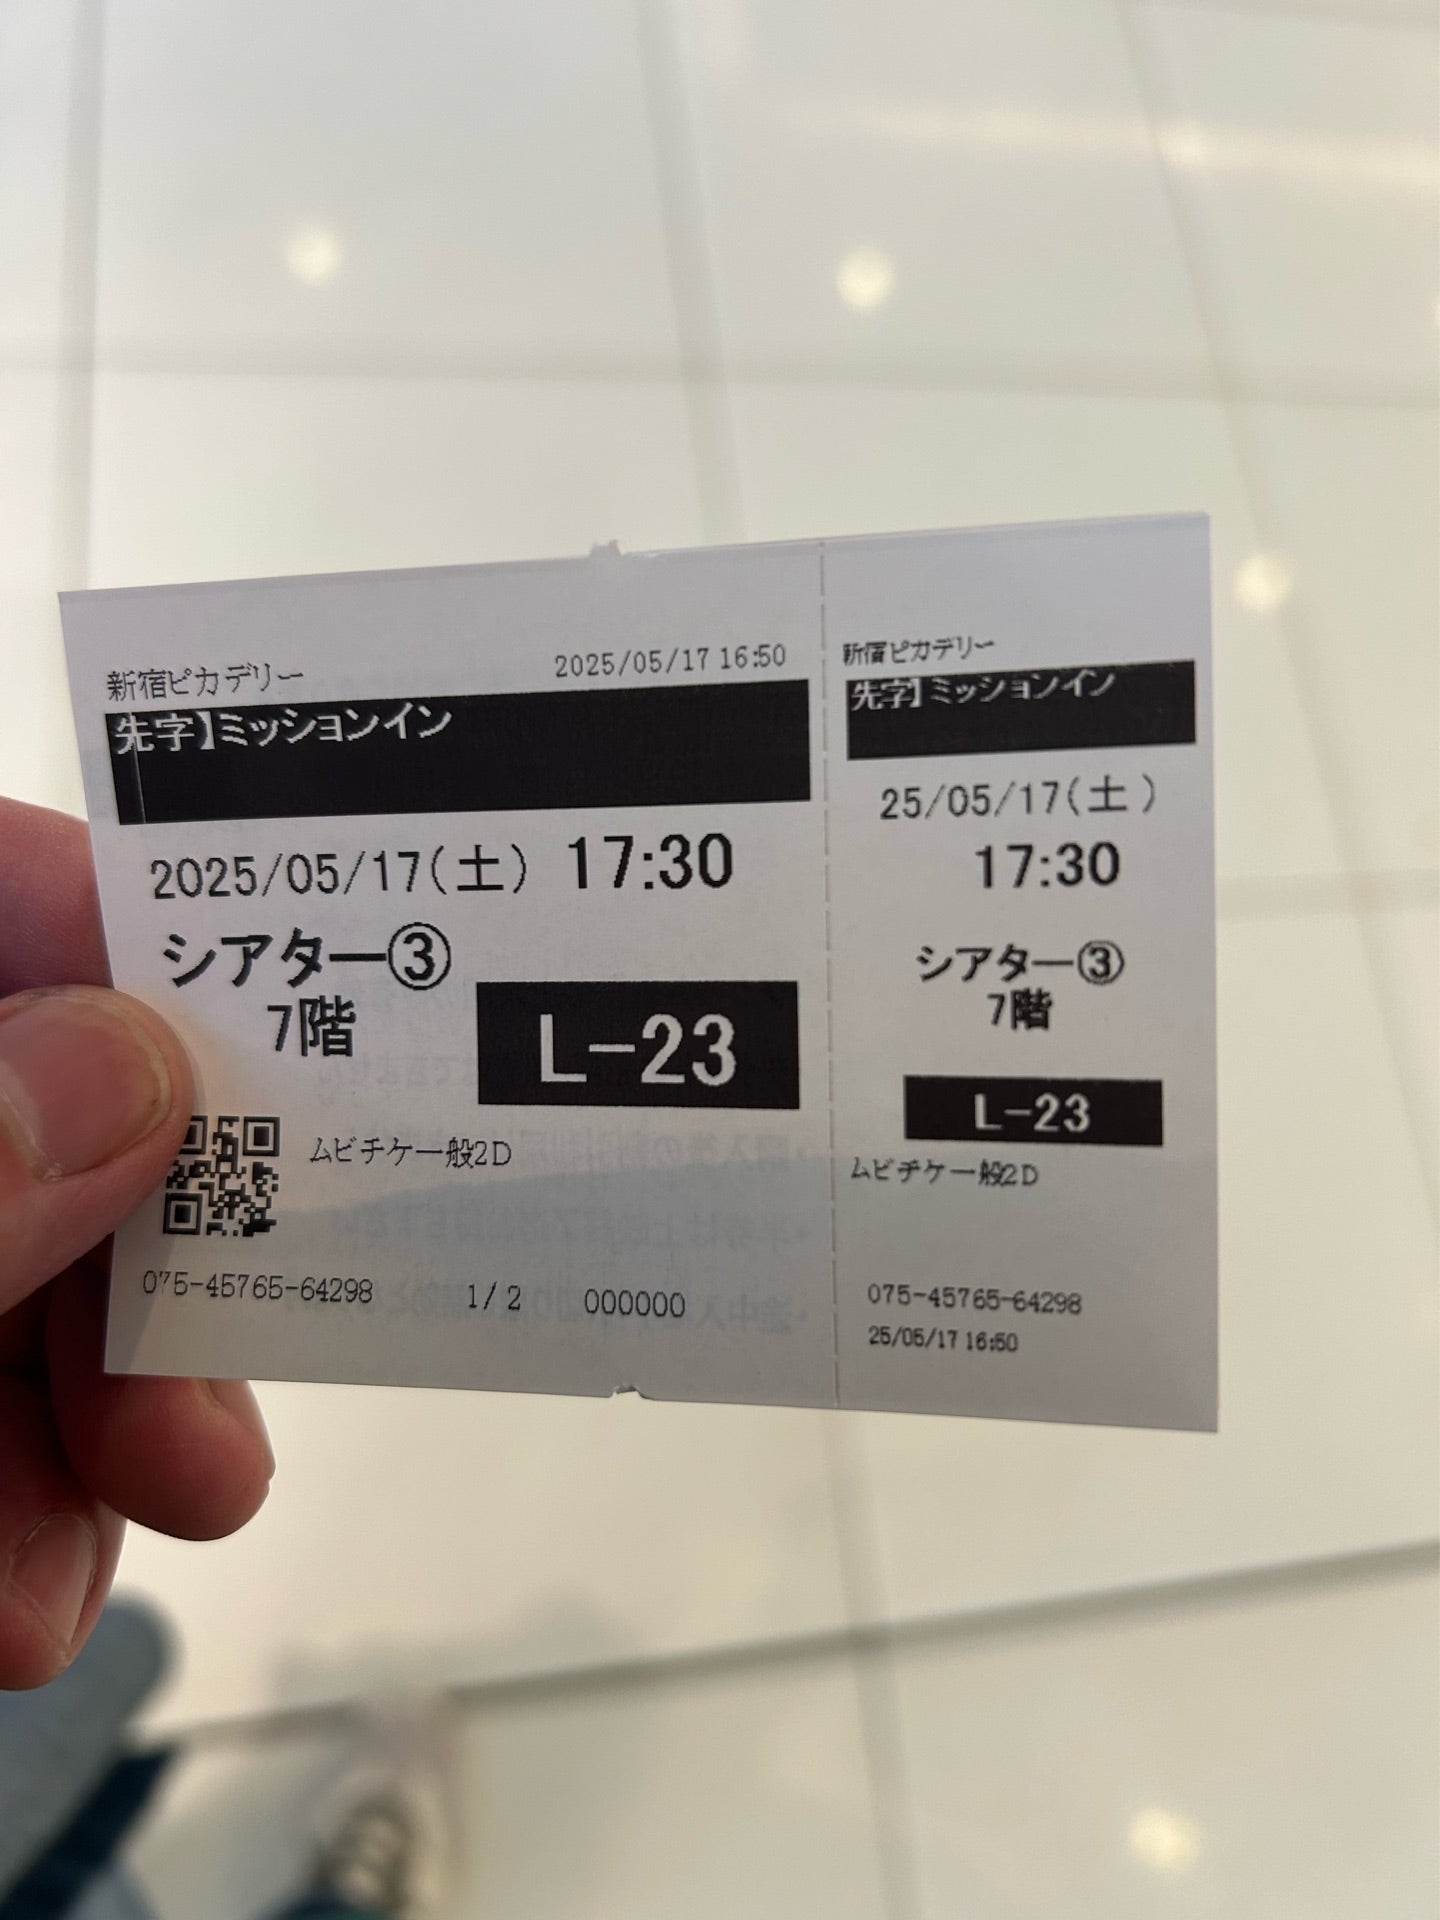 新宿ピカデリー 2025/05/17 16:50
先字】ミッションイン
2025/05/17(土) 17:30
シアター③
7階
L-23
ムビチケ一般2D
075-45765-64298 1/2 000000
新宿ピカデリー
先字】ミッションイン
25/05/17(土)
17:30
シアター③
7階
L-23
ムビチケ一般2D
075-45765-64298
25/05/17 16:50